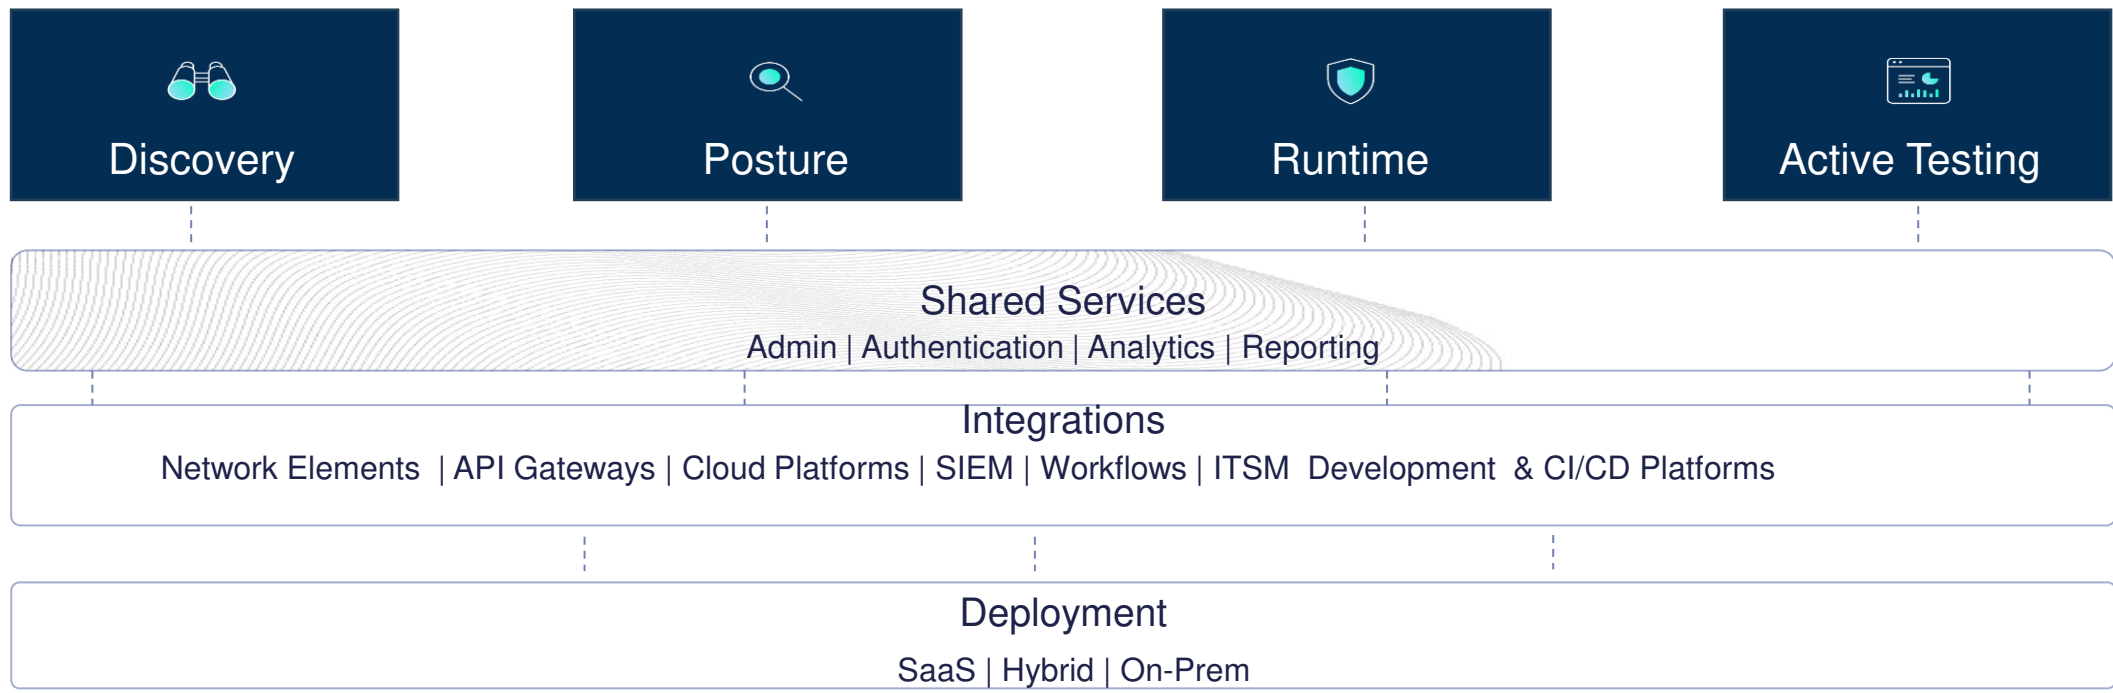 Discovery
Posture
Runtime
Active Testing
Shared Services
Admin | Authentication | Analytics | Reporting
Integrations
Network Elements | API Gateways | Cloud Platforms | SIEM | Workflows | ITSM Development & CI/CD Platforms
Deployment
SaaS | Hybrid | On-Prem